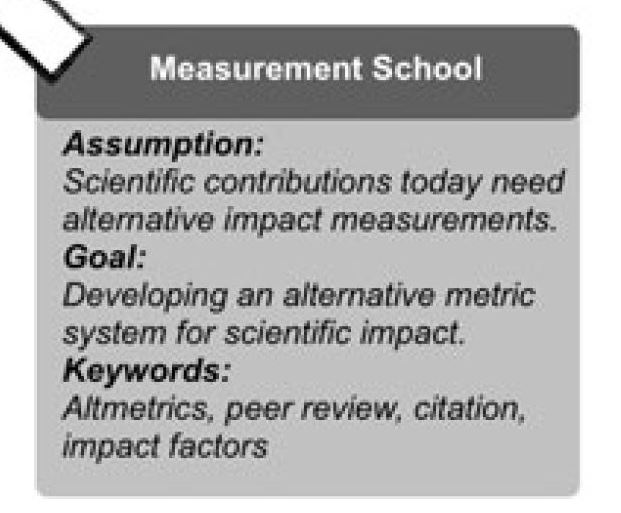 Measurement School
Assumption:
Scientific contributions today need
alternative impact measurements.
Goal:
Developing an alternative metric
system for scientific impact.
Keywords:
Altmetrics, peer review, citation,
impact factors